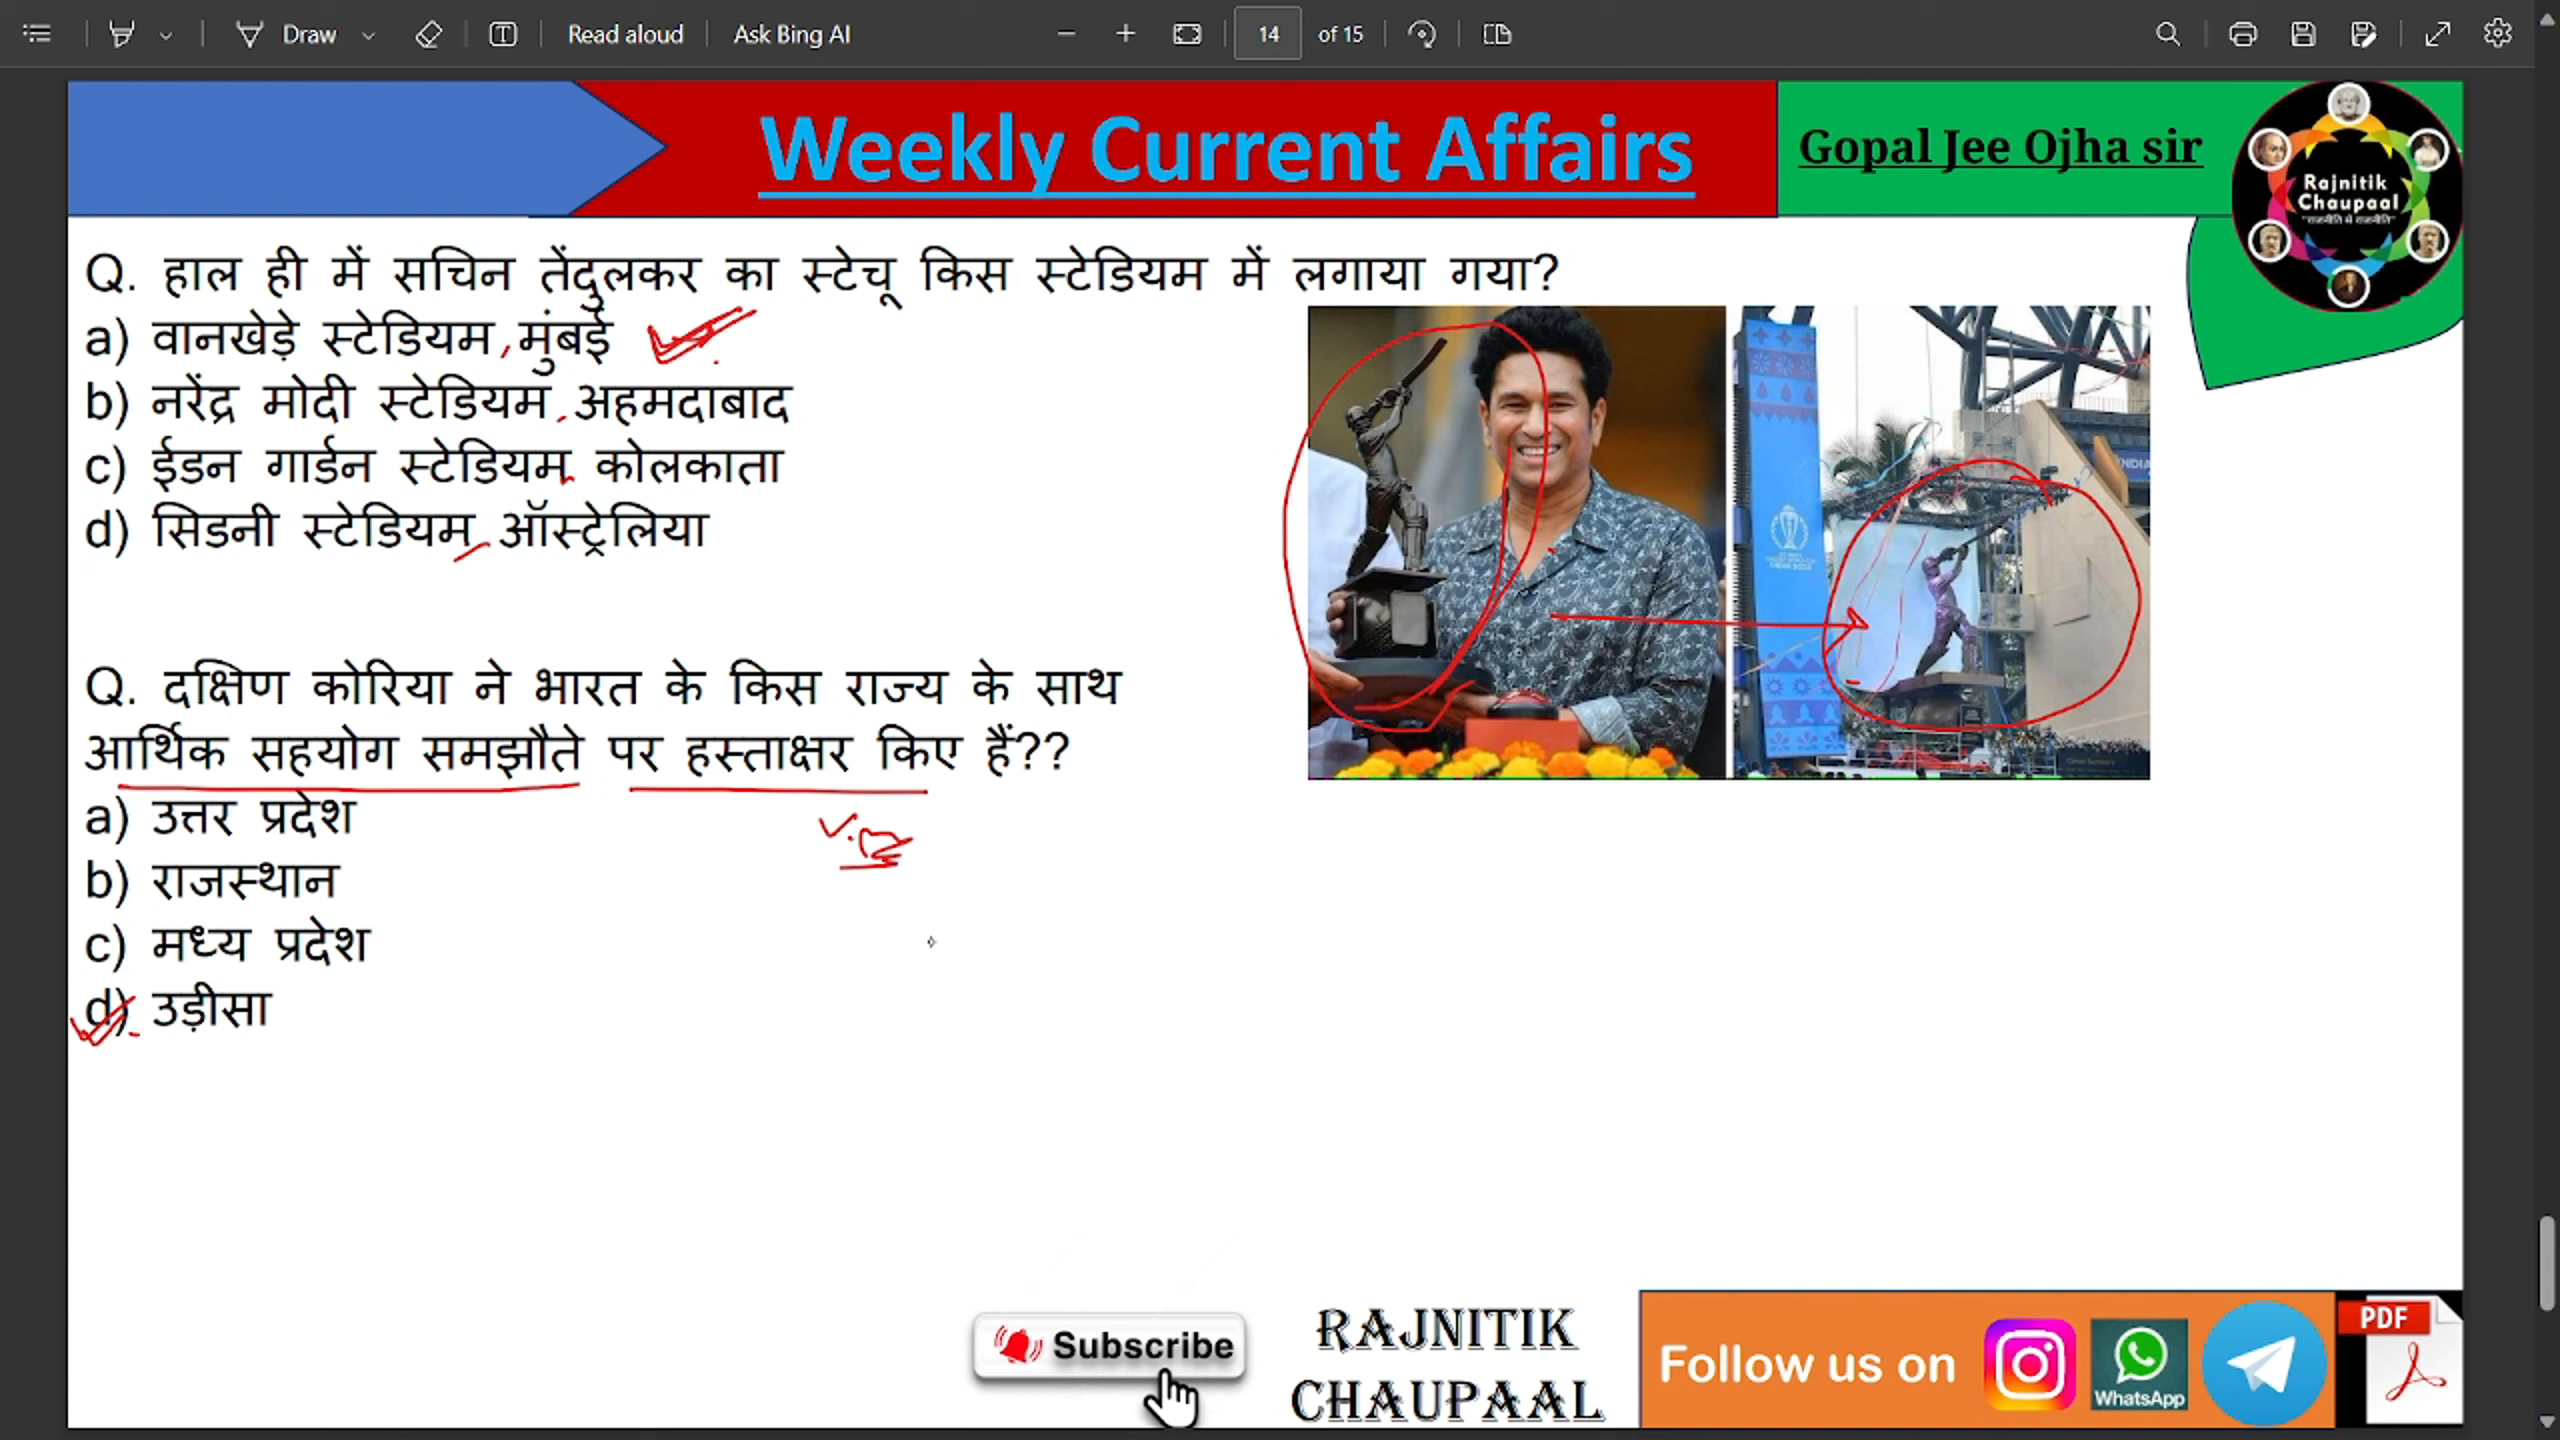 Draw
Read aloud
Ask Bing AI
14 of 15
Weekly Current Affairs
Gopal Jee Ojha sir
Rajnitik
Chaupaal
"राजनीति से राजनीति"
Q. हाल ही में सचिन तेंदुलकर का स्टेचू किस स्टेडियम में लगाया गया?
a) वानखेड़े स्टेडियम,मुंबई
b) नरेंद्र मोदी स्टेडियम,अहमदाबाद
c) ईडन गार्डन स्टेडियम, कोलकाता
d) सिडनी स्टेडियम, ऑस्ट्रेलिया
INDIA
Q. दक्षिण कोरिया ने भारत के किस राज्य के साथ
आर्थिक सहयोग समझौते पर हस्ताक्षर किए हैं??
a) उत्तर प्रदेश
b) राजस्थान
c) मध्य प्रदेश
d) उड़ीसा
Subscribe
RAJNITIK
CHAUPAAL
Follow us on
WhatsApp
PDF